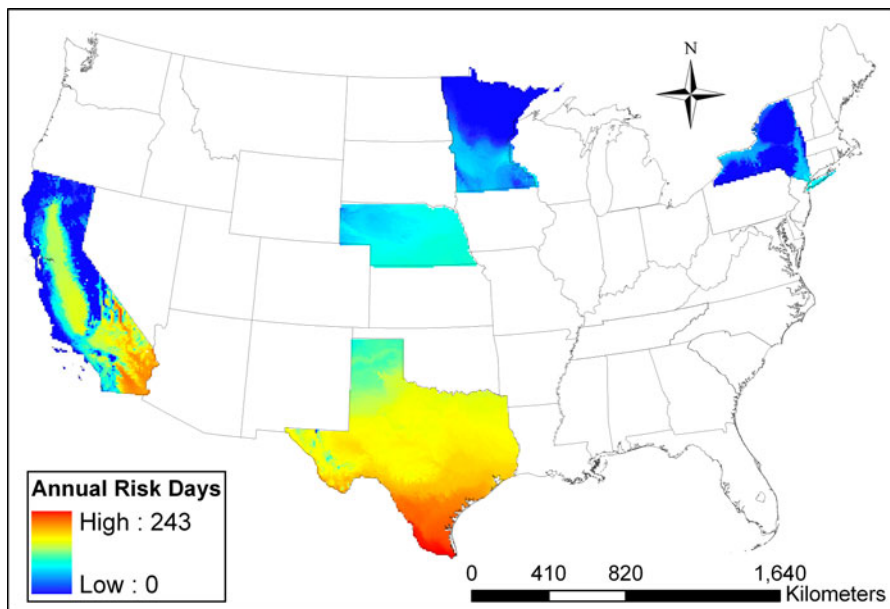 N
Annual Risk Days
High : 243
Low : 0
0 410 820 1,640
Kilometers